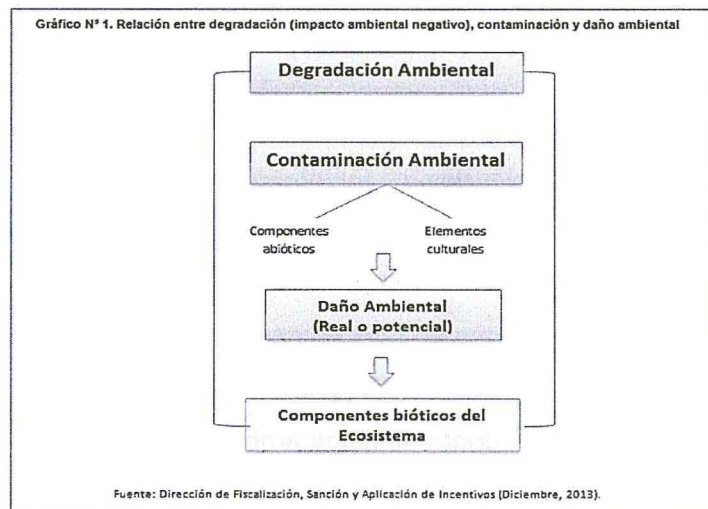 Gráfico N° 1. Relación entre degradación (impacto ambiental negativo), contaminación y daño ambiental
Degradación Ambiental
Contaminación Ambiental
Componentes
abióticos
Elementos
culturales
Daño Ambiental
(Real o potencial)
Componentes bióticos del
Ecosistema
Fuente: Dirección de Fiscalización, Sanción y Aplicación de Incentivos (Diciembre, 2013).